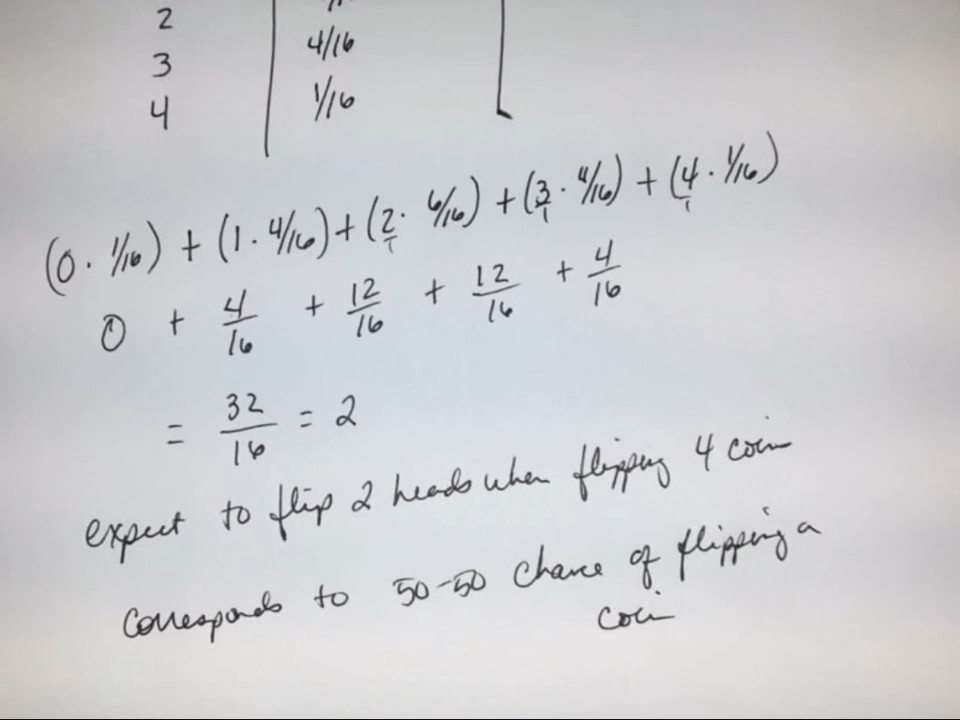 2
3 4/16
4 1/16
(0 · 1/16) + (1 · 4/16) + (2 · 6/16) + (3 · 4/16) + (4 · 1/16)
0 + 4/16 + 12/16 + 12/16 + 4/16
= 32/16 = 2
expect to flip 2 heads when flipping 4 coin
corresponds to 50-50 chance of flipping a
coin